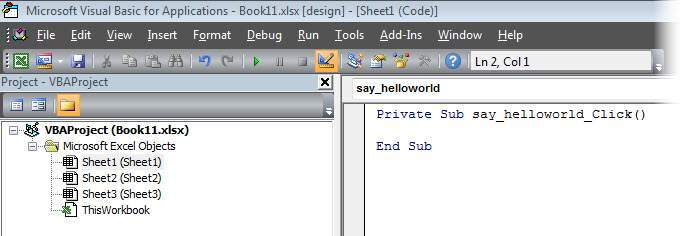 Microsoft Visual Basic for Applications - Book11.xlsx [design] - [Sheet1 (Code)]
File Edit View Insert Format Debug Run Tools Add-Ins Window Help
Ln 2, Col 1
Project - VBAProject
say_helloworld
Private Sub say_helloworld_Click()
VBAProject (Book11.xlsx)
Microsoft Excel Objects
End Sub
Sheet1 (Sheet1)
Sheet2 (Sheet2)
Sheet3 (Sheet3)
ThisWorkbook